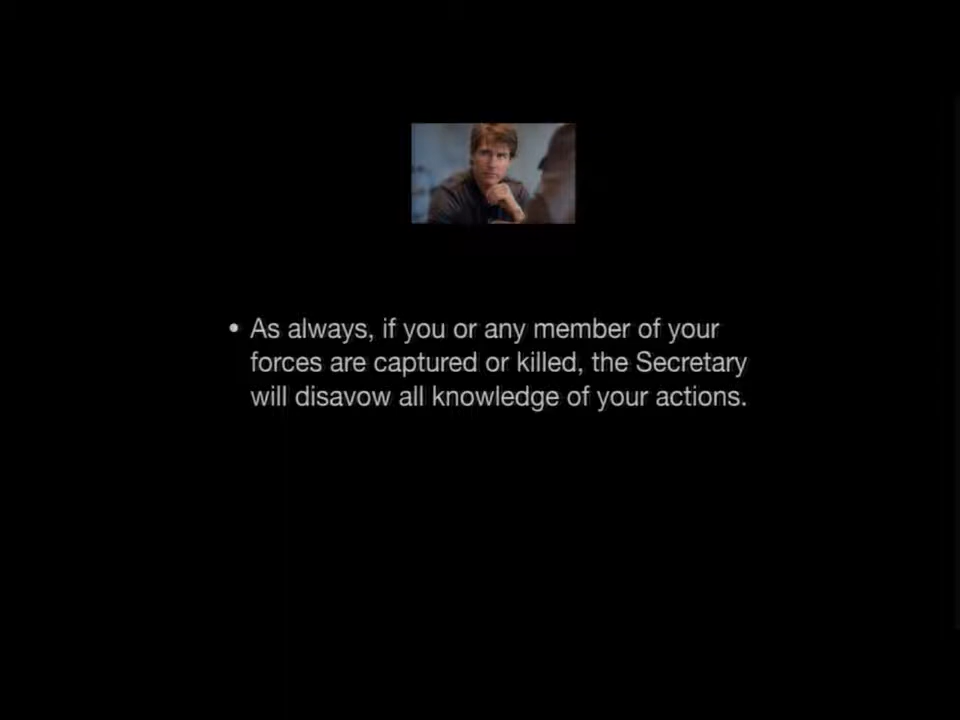 • As always, if you or any member of your
forces are captured or killed, the Secretary
will disavow all knowledge of your actions.